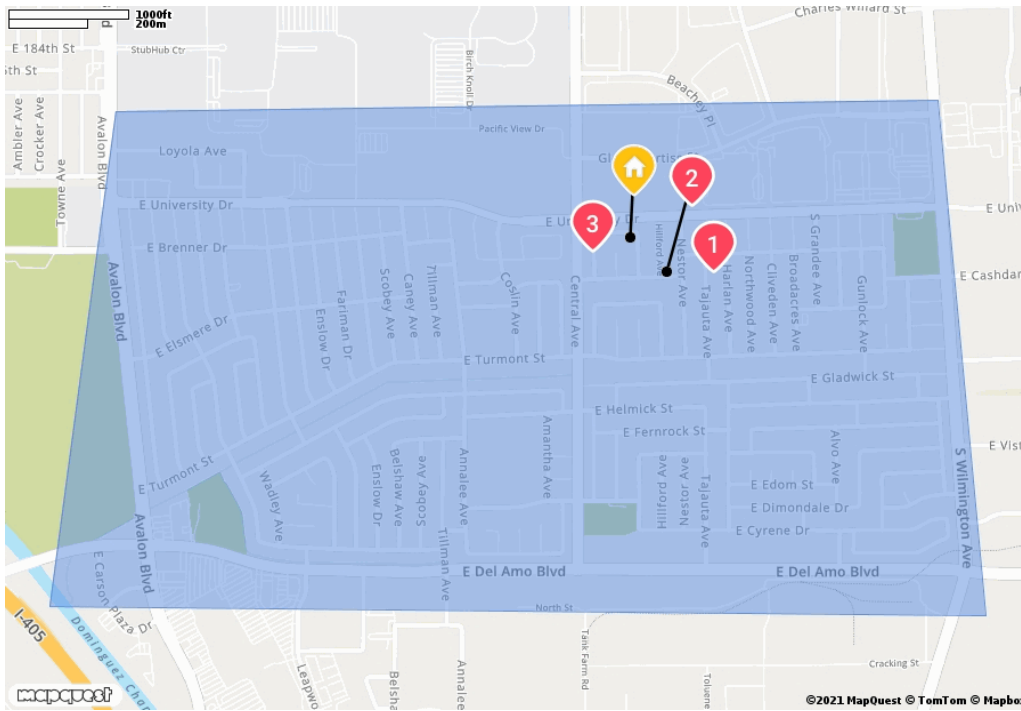 1000ft
200m
Charles Willard St
E 184th St
StubHub Ctr
5th St
Birch Knoll Dr
Beachey Pl
Ambler Ave
Crocker Ave
Avalon Blvd
Towne Ave
Pacific View Dr
Loyola Ave
2
E University Dr
3
1
E Brenner Dr
Hillford Ave
Nestor Ave
S Grandee Ave
E Cashdan
Avalon Blvd
Scobey Ave
Caney Ave
Tillman Ave
Coslin Ave
Central Ave
Tajauta Ave
Harlan Ave
Northwood Ave
Cliveden Ave
Broadacres Ave
Gunlock Ave
Fariman Dr
Enslow Dr
E Elsmere Dr
E Turmont St
E Gladwick St
E Helmick St
E Fernrock St
Amantha Ave
Alvo Ave
E Vist
E Turmont St
Wadley Ave
Enslow Dr
Belshaw Ave
Scobey Ave
Annalee Ave
Hillford Ave
Nestor Ave
Tajauta Ave
E Edom St
E Dimondale Dr
E Cyrene Dr
S Wilmington Ave
Avalon Blvd
Tillman Ave
E Del Amo Blvd
E Del Amo Blvd
E Carson Plaza Dr
North St
I-405
Dominguez Chan
Leapwo
Belsha
Annalee
Tank Farm Rd
Toluene
Cracking St
mapquest
©2021 MapQuest © TomTom © Mapbox